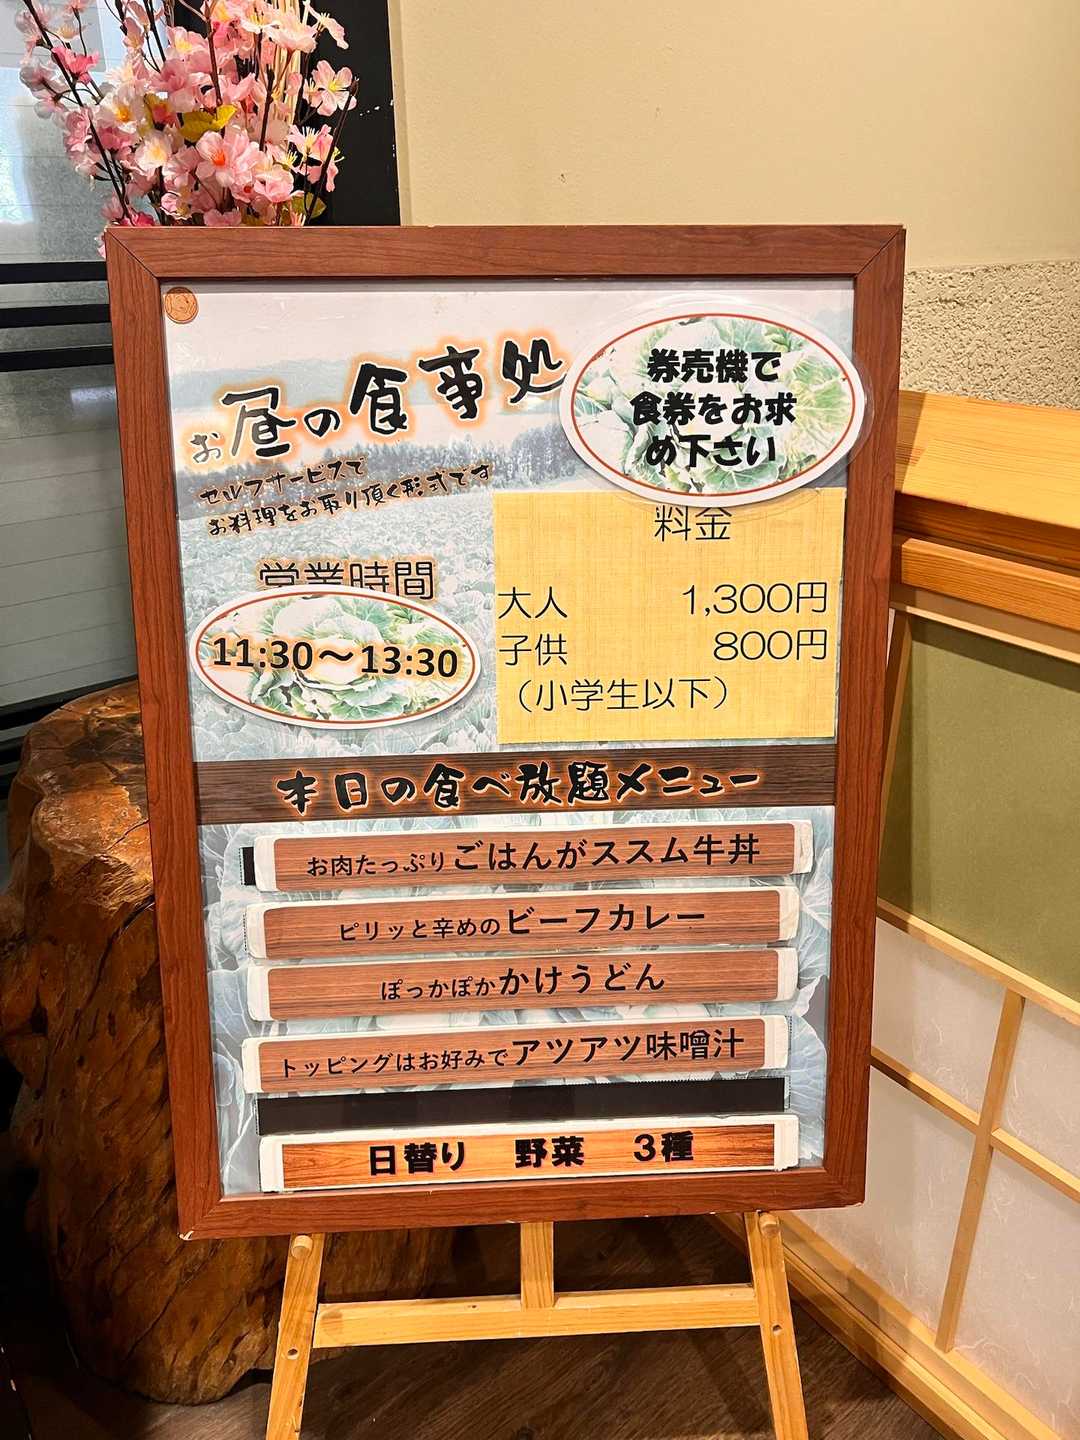 お昼の食事処
券売機で
食券をお求
め下さい
セルフサービスで
お料理をお取り頂く形式です
営業時間
11:30～13:30
料金
大人 1,300円
子供 800円
（小学生以下）
本日の食べ放題メニュー
お肉たっぷりごはんがススム牛丼
ピリッと辛めのビーフカレー
ぽっかぽかかけうどん
トッピングはお好みでアツアツ味噌汁
日替り 野菜 3種